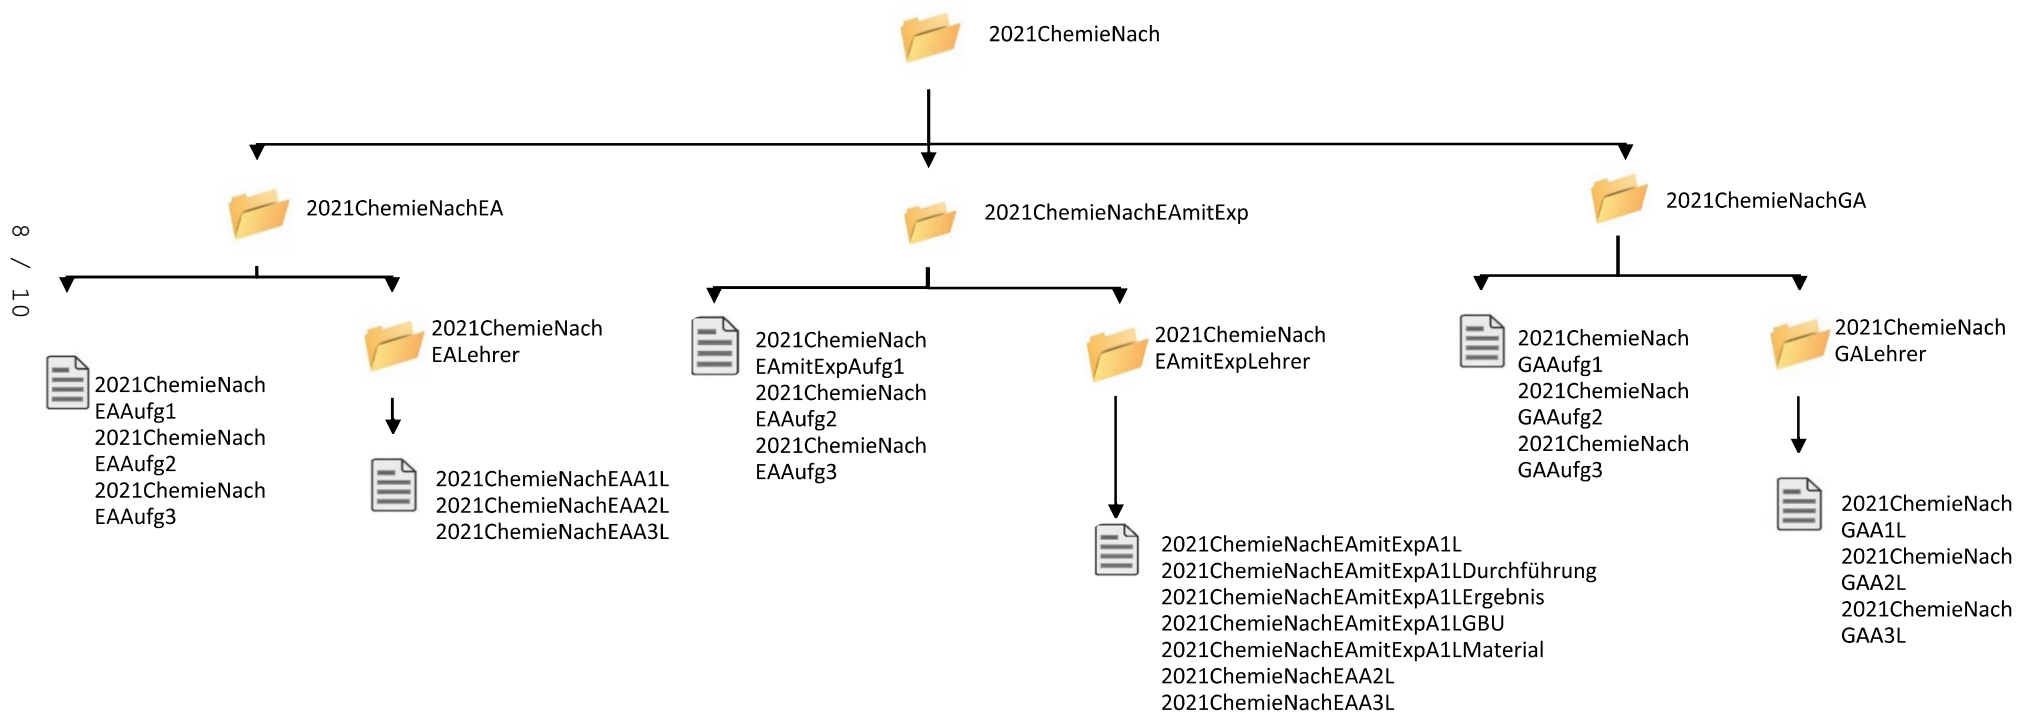 2021ChemieNach
2021ChemieNachEA
2021ChemieNachEAmitExp
2021ChemieNachGA
8 / 10
2021ChemieNach
EAAufg1
2021ChemieNach
EAAufg2
2021ChemieNach
EAAufg3
2021ChemieNach
EALehrer
2021ChemieNachEAA1L
2021ChemieNachEAA2L
2021ChemieNachEAA3L
2021ChemieNach
EAmitExpAufg1
2021ChemieNach
EAAufg2
2021ChemieNach
EAAufg3
2021ChemieNach
EAmitExpLehrer
2021ChemieNachEAmitExpA1L
2021ChemieNachEAmitExpA1LDurchführung
2021ChemieNachEAmitExpA1LErgebnis
2021ChemieNachEAmitExpA1LGBU
2021ChemieNachEAmitExpA1LMaterial
2021ChemieNachEAA2L
2021ChemieNachEAA3L
2021ChemieNach
GAAufg1
2021ChemieNach
GAAufg2
2021ChemieNach
GAAufg3
2021ChemieNach
GALehrer
2021ChemieNach
GAA1L
2021ChemieNach
GAA2L
2021ChemieNach
GAA3L